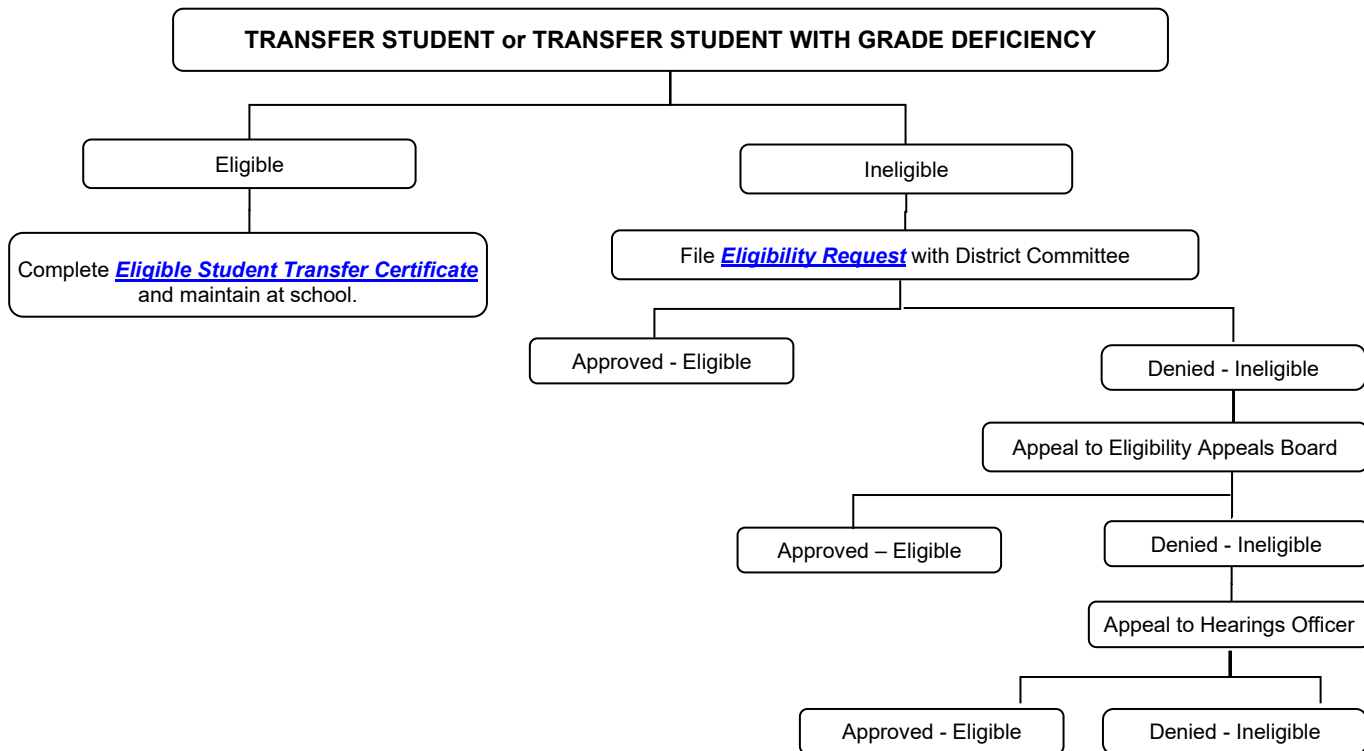 TRANSFER STUDENT or TRANSFER STUDENT WITH GRADE DEFICIENCY
Eligible
Ineligible
Complete Eligible Student Transfer Certificate
and maintain at school.
File Eligibility Request with District Committee
Approved - Eligible
Denied - Ineligible
Appeal to Eligibility Appeals Board
Approved – Eligible
Denied - Ineligible
Appeal to Hearings Officer
Approved - Eligible
Denied - Ineligible